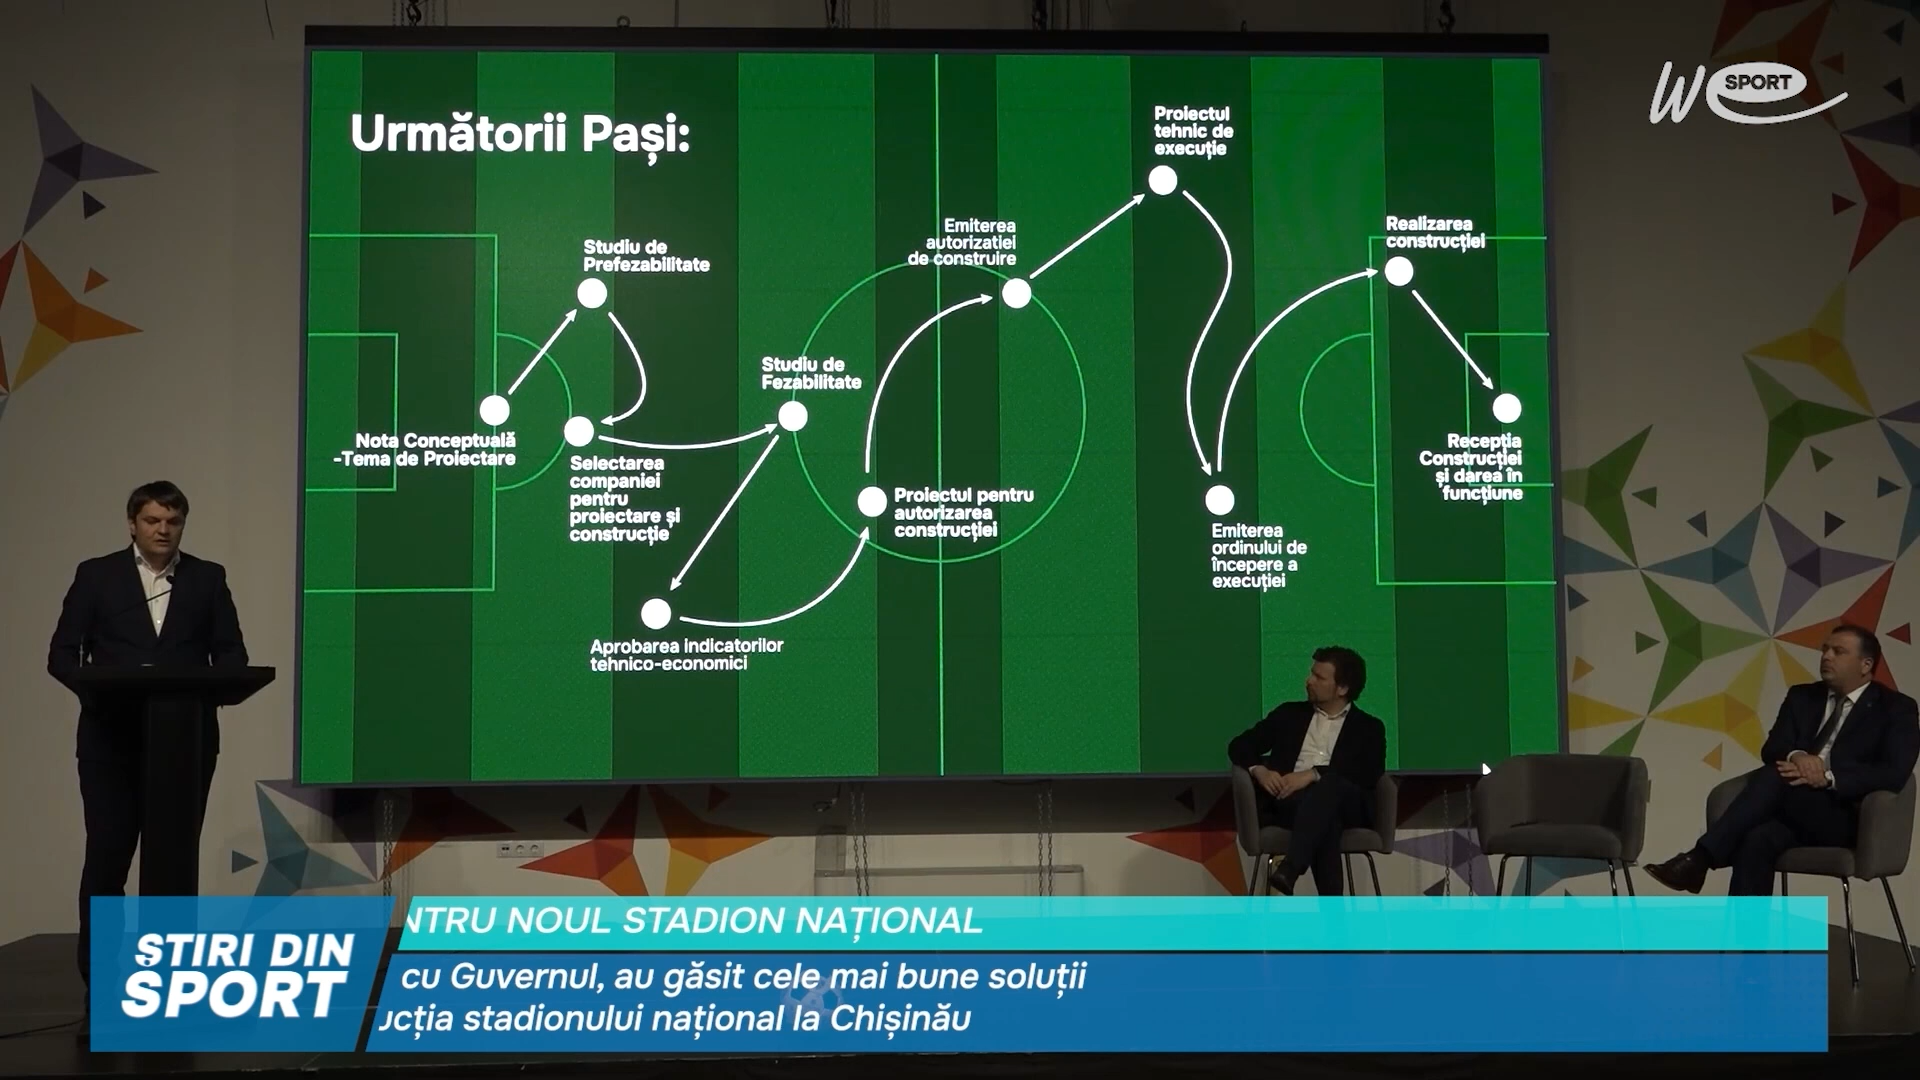 W SPORT
Următorii Pași:
Nota Conceptuală
-Tema de Proiectare
Studiu de
Prefezabilitate
Selectarea
companiei
pentru
proiectare și
construcție
Studiu de
Fezabilitate
Aprobarea indicatorilor
tehnico-economici
Proiectul pentru
autorizarea
construcției
Emiterea
autorizației
de construire
Proiectul
tehnic de
execuție
Emiterea
ordinului de
începere a
execuției
Realizarea
construcției
Recepția
Construcției
și darea în
funcțiune
ȘTIRI DIN
SPORT
NTRU NOUL STADION NAȚIONAL
cu Guvernul, au găsit cele mai bune soluții
ucția stadionului național la Chișinău